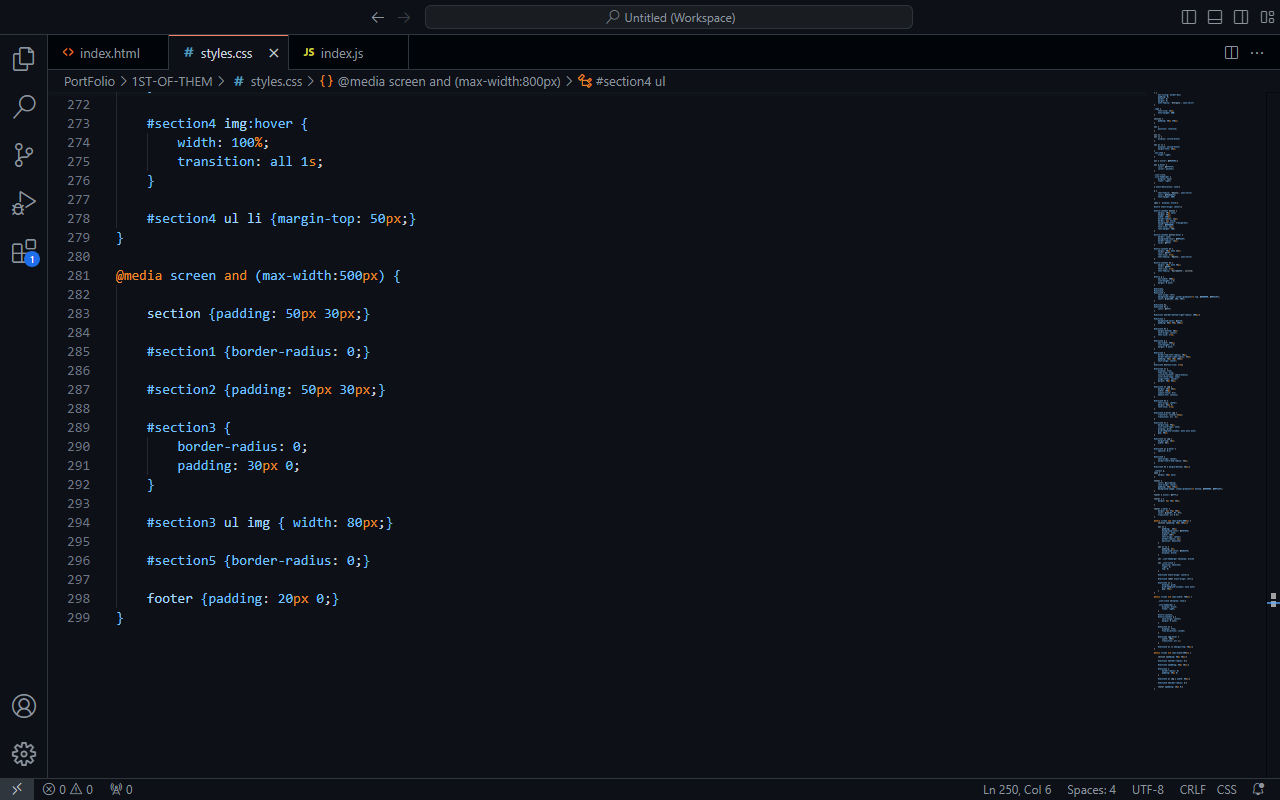 Untitled (Workspace)
index.html
# styles.css
JS index.js
PortFolio > 1ST-OF-THEM > # styles.css > {} @media screen and (max-width:800px) > #section4 ul
272
273 #section4 img:hover {
274 width: 100%;
275 transition: all 1s;
276 }
277
278 #section4 ul li {margin-top: 50px;}
279 }
280
281 @media screen and (max-width:500px) {
282
283 section {padding: 50px 30px;}
284
285 #section1 {border-radius: 0;}
286
287 #section2 {padding: 50px 30px;}
288
289 #section3 {
290 border-radius: 0;
291 padding: 30px 0;
292 }
293
294 #section3 ul img { width: 80px;}
295
296 #section5 {border-radius: 0;}
297
298 footer {padding: 20px 0;}
299 }
1
0 0 0
Ln 250, Col 6 Spaces: 4 UTF-8 CRLF CSS